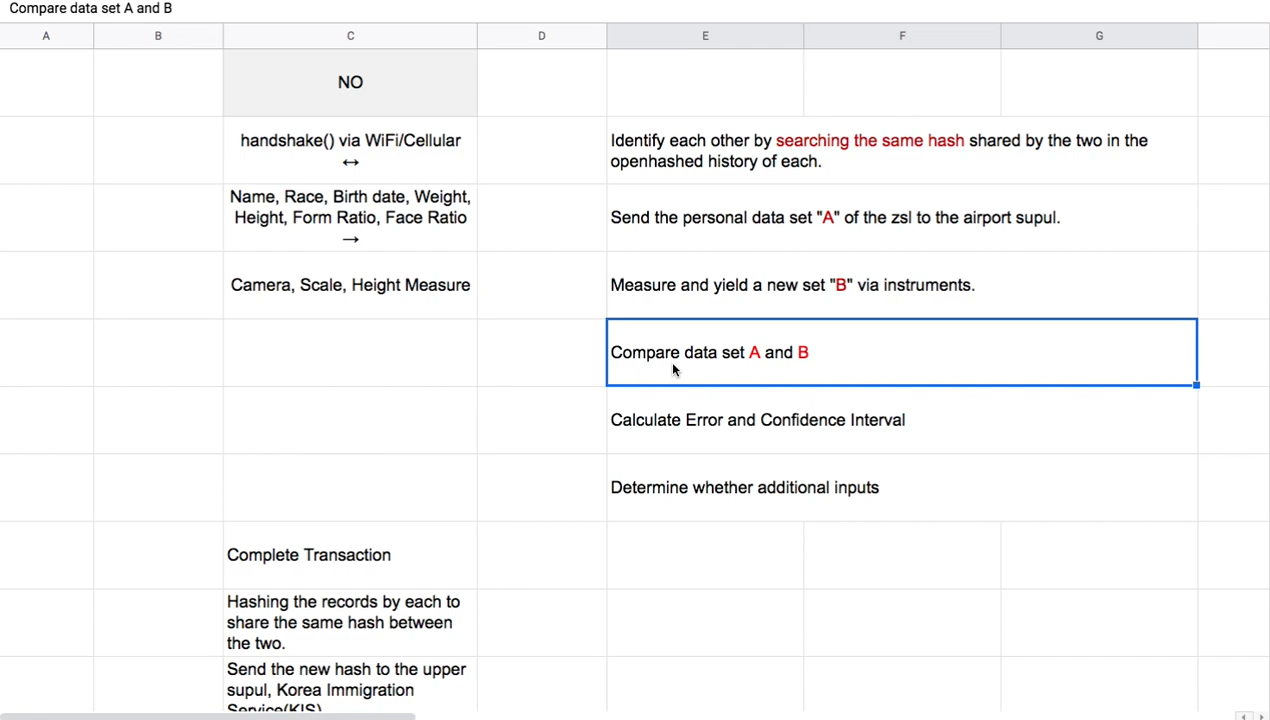 Compare data set A and B
A B C D E F G
NO
handshake() via WiFi/Cellular
↔
Identify each other by searching the same hash shared by the two in the
openhashed history of each.
Name, Race, Birth date, Weight,
Height, Form Ratio, Face Ratio
→
Send the personal data set "A" of the zsl to the airport supul.
Camera, Scale, Height Measure
Measure and yield a new set "B" via instruments.
Compare data set A and B
Calculate Error and Confidence Interval
Determine whether additional inputs
Complete Transaction
Hashing the records by each to
share the same hash between
the two.
Send the new hash to the upper
supul, Korea Immigration
Service(KIS)